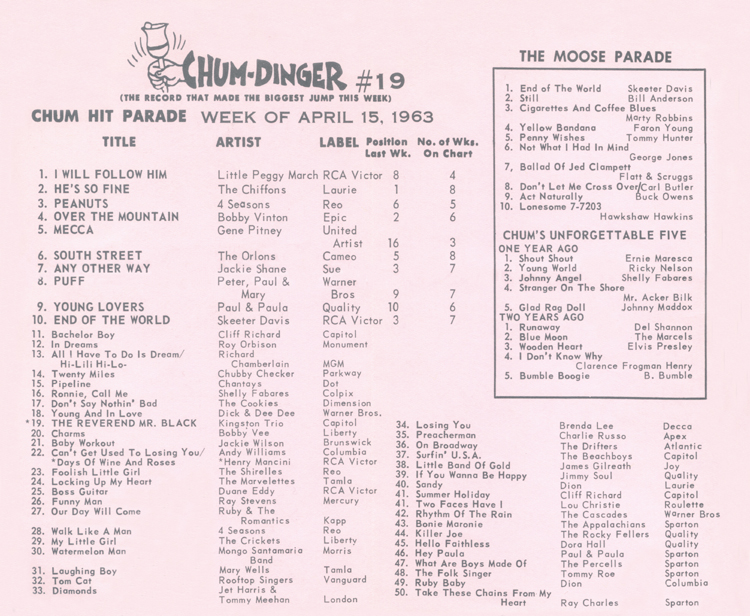 CHUM-DINGER #19
(THE RECORD THAT MADE THE BIGGEST JUMP THIS WEEK)
CHUM HIT PARADE WEEK OF APRIL 15, 1963
TITLE ARTIST LABEL Position No. of Wks.
Last Wk. On Chart
1. I WILL FOLLOW HIM Little Peggy March RCA Victor 8 4
2. HE'S SO FINE The Chiffons Laurie 1 8
3. PEANUTS 4 Seasons Reo 6 5
4. OVER THE MOUNTAIN Bobby Vinton Epic 2 6
5. MECCA Gene Pitney United
Artist 16 3
6. SOUTH STREET The Orlons Cameo 5 8
7. ANY OTHER WAY Jackie Shane Sue 3 7
8. PUFF Peter, Paul & Warner
Mary Bros 9 7
9. YOUNG LOVERS Paul & Paula Quality 10 6
10. END OF THE WORLD Skeeter Davis RCA Victor 3 7
11. Bachelor Boy Cliff Richard Capitol
12. In Dreams Roy Orbison Monument
13. All I Have To Do Is Dream/ Richard
Hi-Lili Hi-Lo- Chamberlain MGM
14. Twenty Miles Chubby Checker Parkway
15. Pipeline Chantays Dot
16. Ronnie, Call Me Shelly Fabares Colpix
17. Don't Say Nothin' Bad The Cookies Dimension
18. Young And In Love Dick & Dee Dee Warner Bros.
*19. THE REVEREND MR. BLACK Kingston Trio Capitol
20. Charms Bobby Vee Liberty
21. Baby Workout Jackie Wilson Brunswick
22. Can't Get Used To Losing You/ Andy Williams Columbia
*Days Of Wine And Roses *Henry Mancini RCA Victor
23. Foolish Little Girl The Shirelles Reo
24. Locking Up My Heart The Marvelettes Tamla
25. Boss Guitar Duane Eddy RCA Victor
26. Funny Man Ray Stevens Mercury
27. Our Day Will Come Ruby & The
Romantics Kapp
28. Walk Like A Man 4 Seasons Reo
29. My Little Girl The Crickets Liberty
30. Watermelon Man Mongo Santamaria Morris
Band
31. Laughing Boy Mary Wells Tamla
32. Tom Cat Rooftop Singers Vanguard
33. Diamonds Jet Harris &
Tommy Meehan London
THE MOOSE PARADE
1. End of The World Skeeter Davis
2. Still Bill Anderson
3. Cigarettes And Coffee Blues
Marty Robbins
4. Yellow Bandana Faron Young
5. Penny Wishes Tommy Hunter
6. Not What I Had In Mind
George Jones
7, Ballad Of Jed Clampett
Flatt & Scruggs
8. Don't Let Me Cross Over/Carl Butler
9. Act Naturally Buck Owens
10. Lonesome 7-7203
Hawkshaw Hawkins
CHUM'S UNFORGETTABLE FIVE
ONE YEAR AGO
1. Shout Shout Ernie Maresca
2. Young World Ricky Nelson
3. Johnny Angel Shelly Fabares
4. Stranger On The Shore
Mr. Acker Bilk
5. Glad Rag Doll Johnny Maddox
TWO YEARS AGO
1. Runaway Del Shannon
2. Blue Moon The Marcels
3. Wooden Heart Elvis Presley
4. I Don't Know Why
Clarence Frogman Henry
5. Bumble Boogie B. Bumble
34. Losing You Brenda Lee Decca
35. Preacherman Charlie Russo Apex
36. On Broadway The Drifters Atlantic
37. Surfin' U.S.A. The Beachboys Capitol
38. Little Band Of Gold James Gilreath Joy
39. If You Wanna Be Happy Jimmy Soul Quality
40. Sandy Dion Laurie
41. Summer Holiday Cliff Richard Capitol
41. Two Faces Have I Lou Christie Roulette
42. Rhythm Of The Rain The Cascades Warner Bros
43. Bonie Maronie The Appalachians Sparton
44. Killer Joe The Rocky Fellers Quality
45. Hello Faithless Dora Hall Quality
46. Hey Paula Paul & Paula Sparton
47. What Are Boys Made Of The Percells Sparton
48. The Folk Singer Tommy Roe Sparton
49. Ruby Baby Dion Columbia
50. Take These Chains From My
Heart Ray Charles Sparton